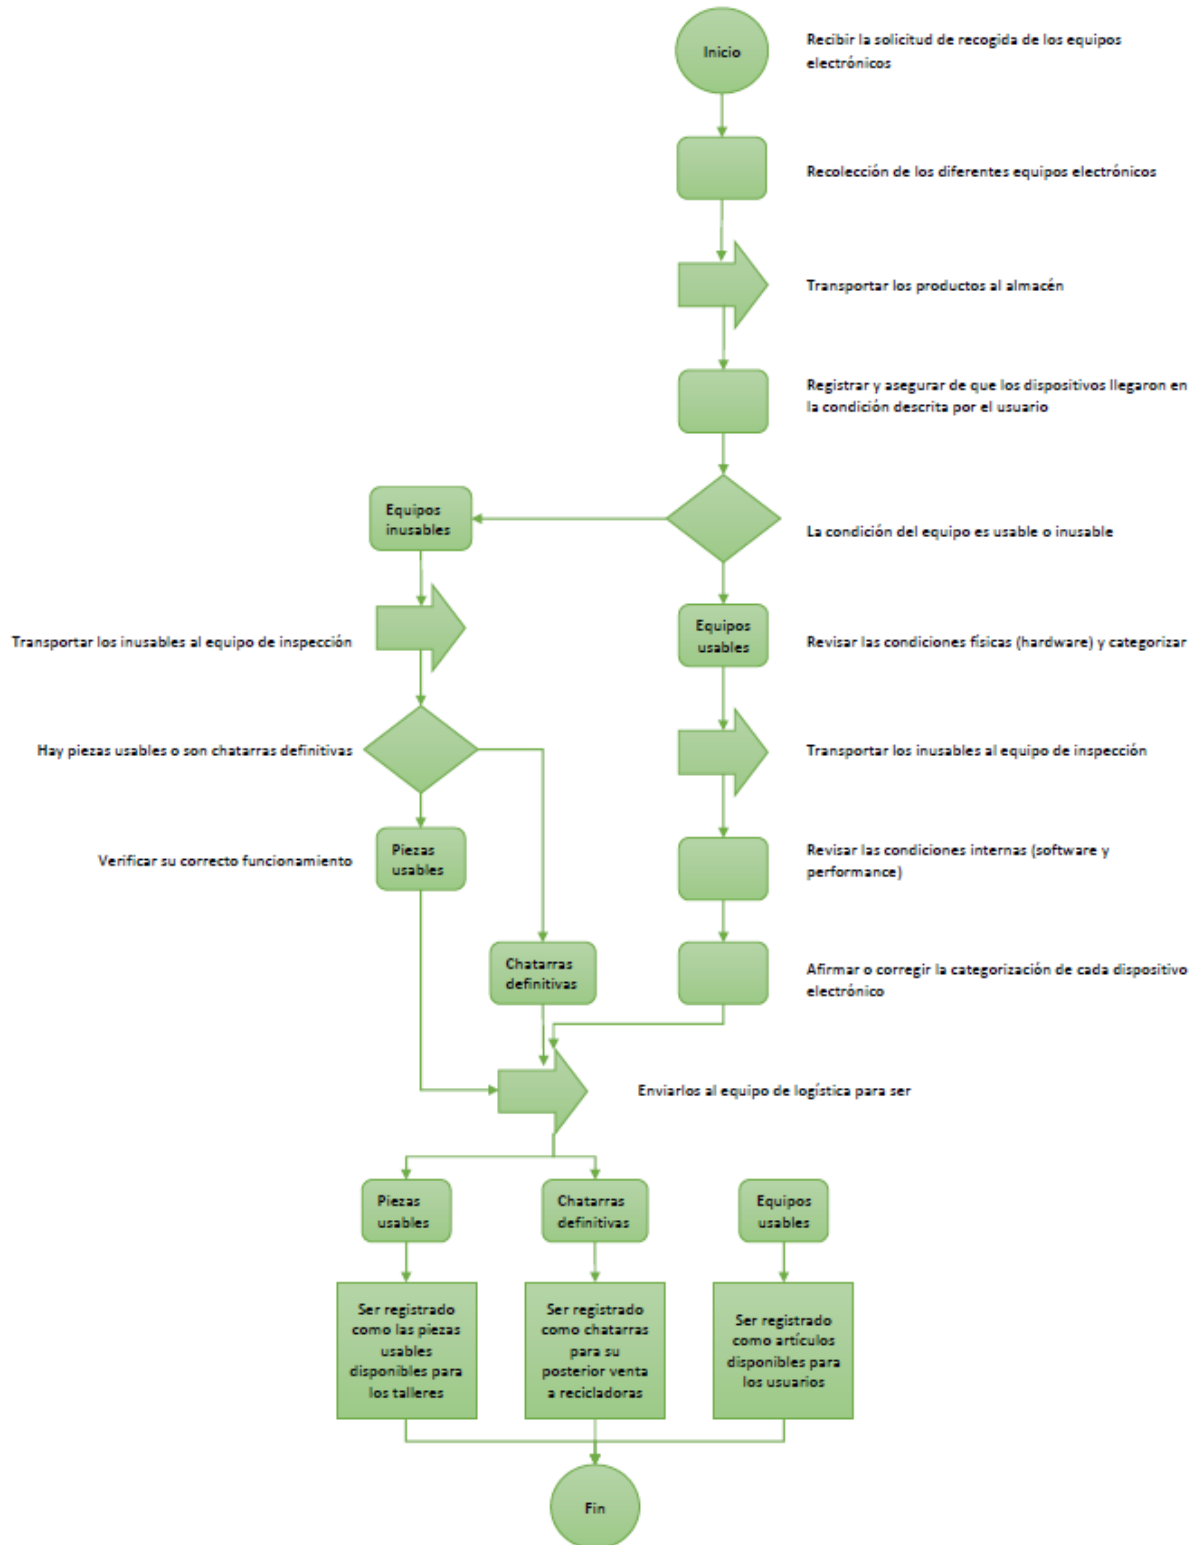 Inicio
Recibir la solicitud de recogida de los equipos
electrónicos
Recolección de los diferentes equipos electrónicos
Transportar los productos al almacén
Registrar y asegurar de que los dispositivos llegaron en
la condición descrita por el usuario
Equipos
inusables
La condición del equipo es usable o inusable
Transportar los inusables al equipo de inspección
Equipos
usables
Revisar las condiciones físicas (hardware) y categorizar
Hay piezas usables o son chatarras definitivas
Transportar los inusables al equipo de inspección
Verificar su correcto funcionamiento
Piezas
usables
Revisar las condiciones internas (software y
performance)
Chatarras
definitivas
Afirmar o corregir la categorización de cada dispositivo
electrónico
Enviarlos al equipo de logística para ser
Piezas
usables
Chatarras
definitivas
Equipos
usables
Ser registrado
como las piezas
usables
disponibles para
los talleres
Ser registrado
como chatarras
para su
posterior venta
a recicladoras
Ser registrado
como artículos
disponibles para
los usuarios
Fin